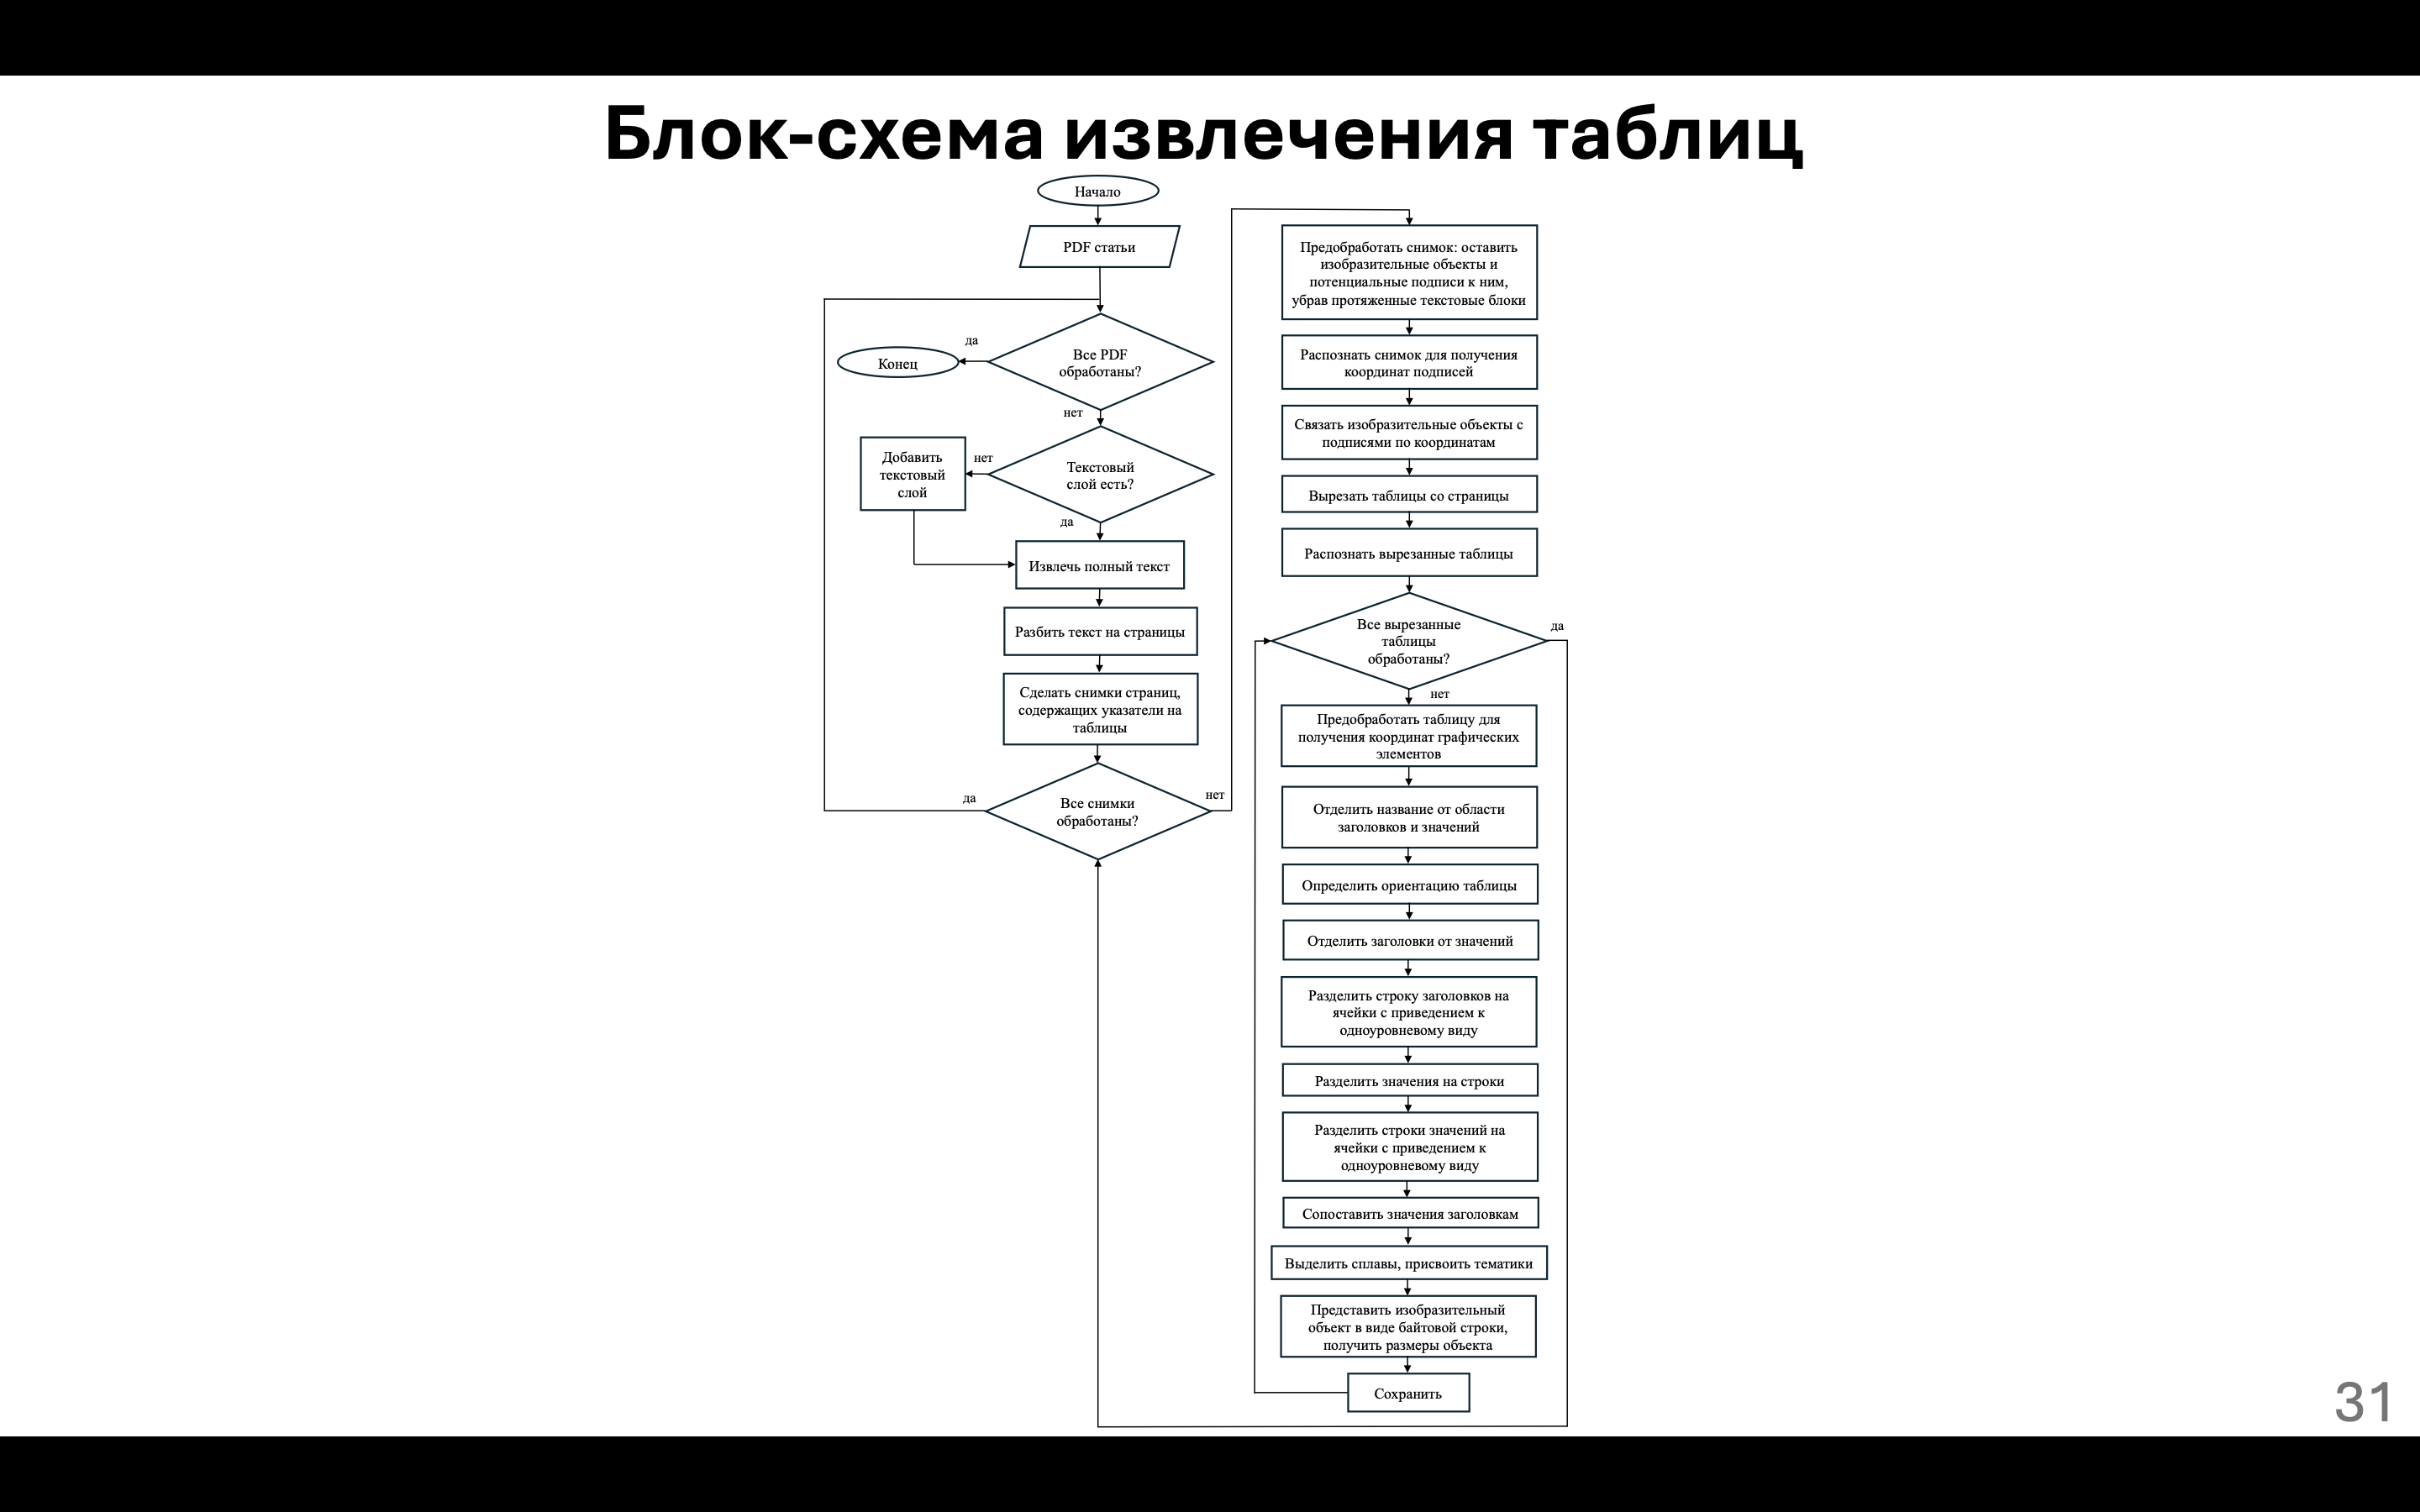 Блок-схема извлечения таблиц
Начало
PDF статьи
Все PDF
обработаны?
да
Конец
нет
Текстовый
слой есть?
нет
Добавить
текстовый
слой
да
Извлечь полный текст
Разбить текст на страницы
Сделать снимки страниц,
содержащих указатели на
таблицы
Все снимки
обработаны?
да
нет
Предобработать снимок: оставить
изобразительные объекты и
потенциальные подписи к ним,
убрав протяженные текстовые блоки
Распознать снимок для получения
координат подписей
Связать изобразительные объекты с
подписями по координатам
Вырезать таблицы со страницы
Распознать вырезанные таблицы
Все вырезанные
таблицы
обработаны?
да
нет
Предобработать таблицу для
получения координат графических
элементов
Отделить название от области
заголовков и значений
Определить ориентацию таблицы
Отделить заголовки от значений
Разделить строку заголовков на
ячейки с приведением к
одноуровневому виду
Разделить значения на строки
Разделить строки значений на
ячейки с приведением к
одноуровневому виду
Сопоставить значения заголовкам
Выделить сплавы, присвоить тематики
Представить изобразительный
объект в виде байтовой строки,
получить размеры объекта
Сохранить
31